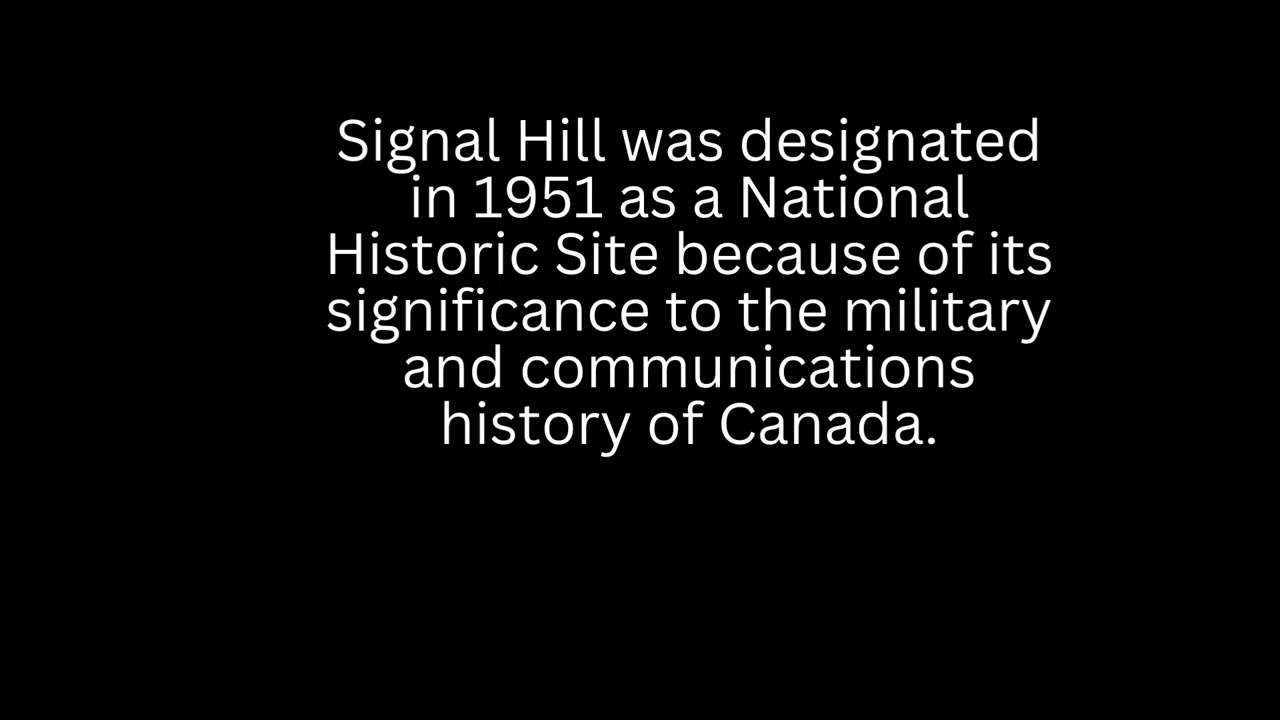 Signal Hill was designated
in 1951 as a National
Historic Site because of its
significance to the military
and communications
history of Canada.